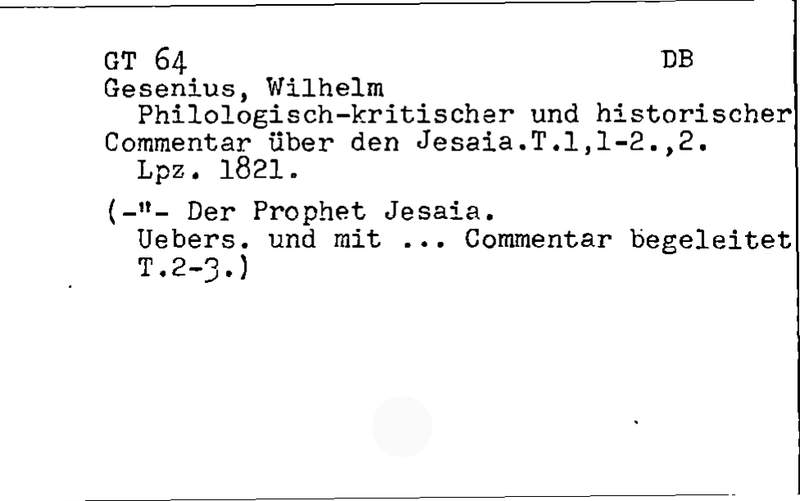 GT 64 DB
Gesenius, Wilhelm
Philologisch-kritischer und historischer
Commentar über den Jesaia.T.1,1-2.,2.
Lpz. 1821.
(-"- Der Prophet Jesaia.
Uebers. und mit ... Commentar begeleitet
T.2-3.)